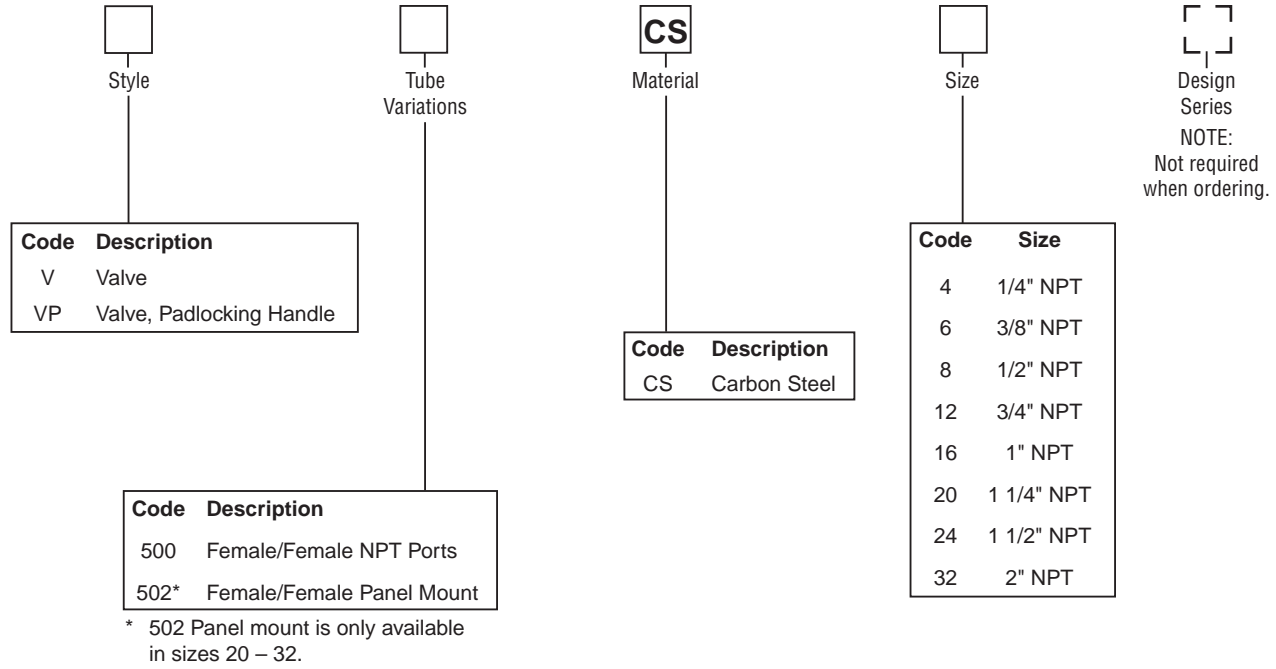 CS
Style
Tube
Variations
Material
Size
Design
Series
NOTE:
Not required
when ordering.
Code Description
V Valve
VP Valve, Padlocking Handle
Code Description
500 Female/Female NPT Ports
502* Female/Female Panel Mount
* 502 Panel mount is only available
in sizes 20 – 32.
Code Description
CS Carbon Steel
Code Size
4 1/4" NPT
6 3/8" NPT
8 1/2" NPT
12 3/4" NPT
16 1" NPT
20 1 1/4" NPT
24 1 1/2" NPT
32 2" NPT